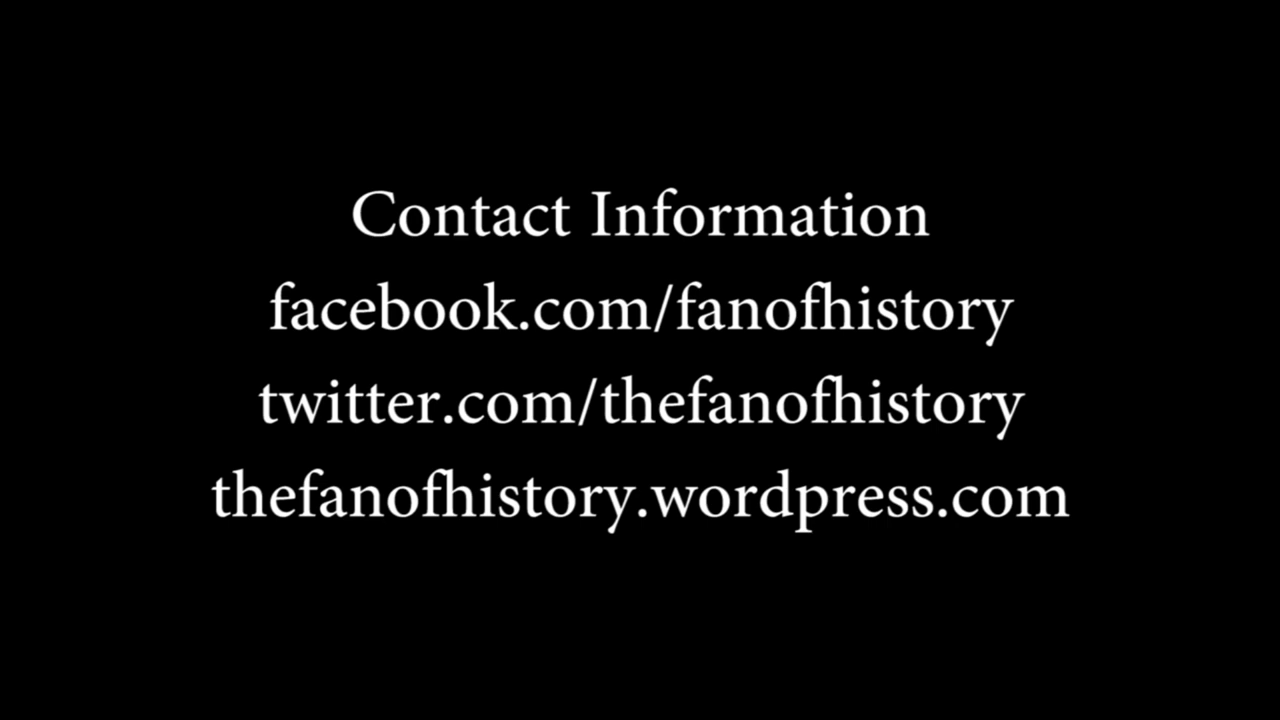 Contact Information
facebook.com/fanofhistory
twitter.com/thefanofhistory
thefanofhistory.wordpress.com